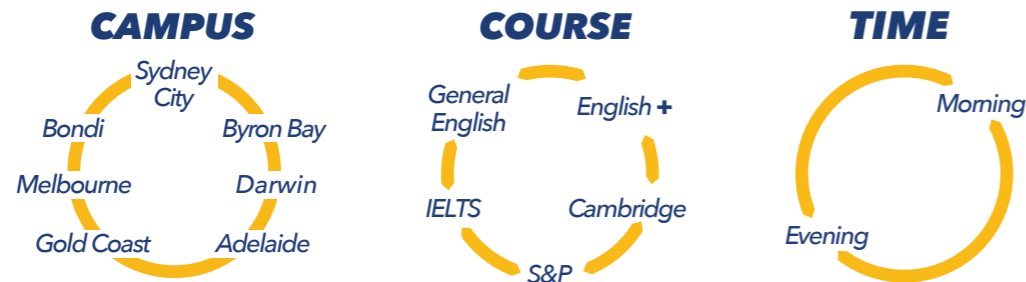 CAMPUS
Sydney
City
Bondi
Byron Bay
Melbourne
Darwin
Gold Coast
Adelaide
COURSE
General
English
English +
IELTS
Cambridge
S&P
TIME
Morning
Evening